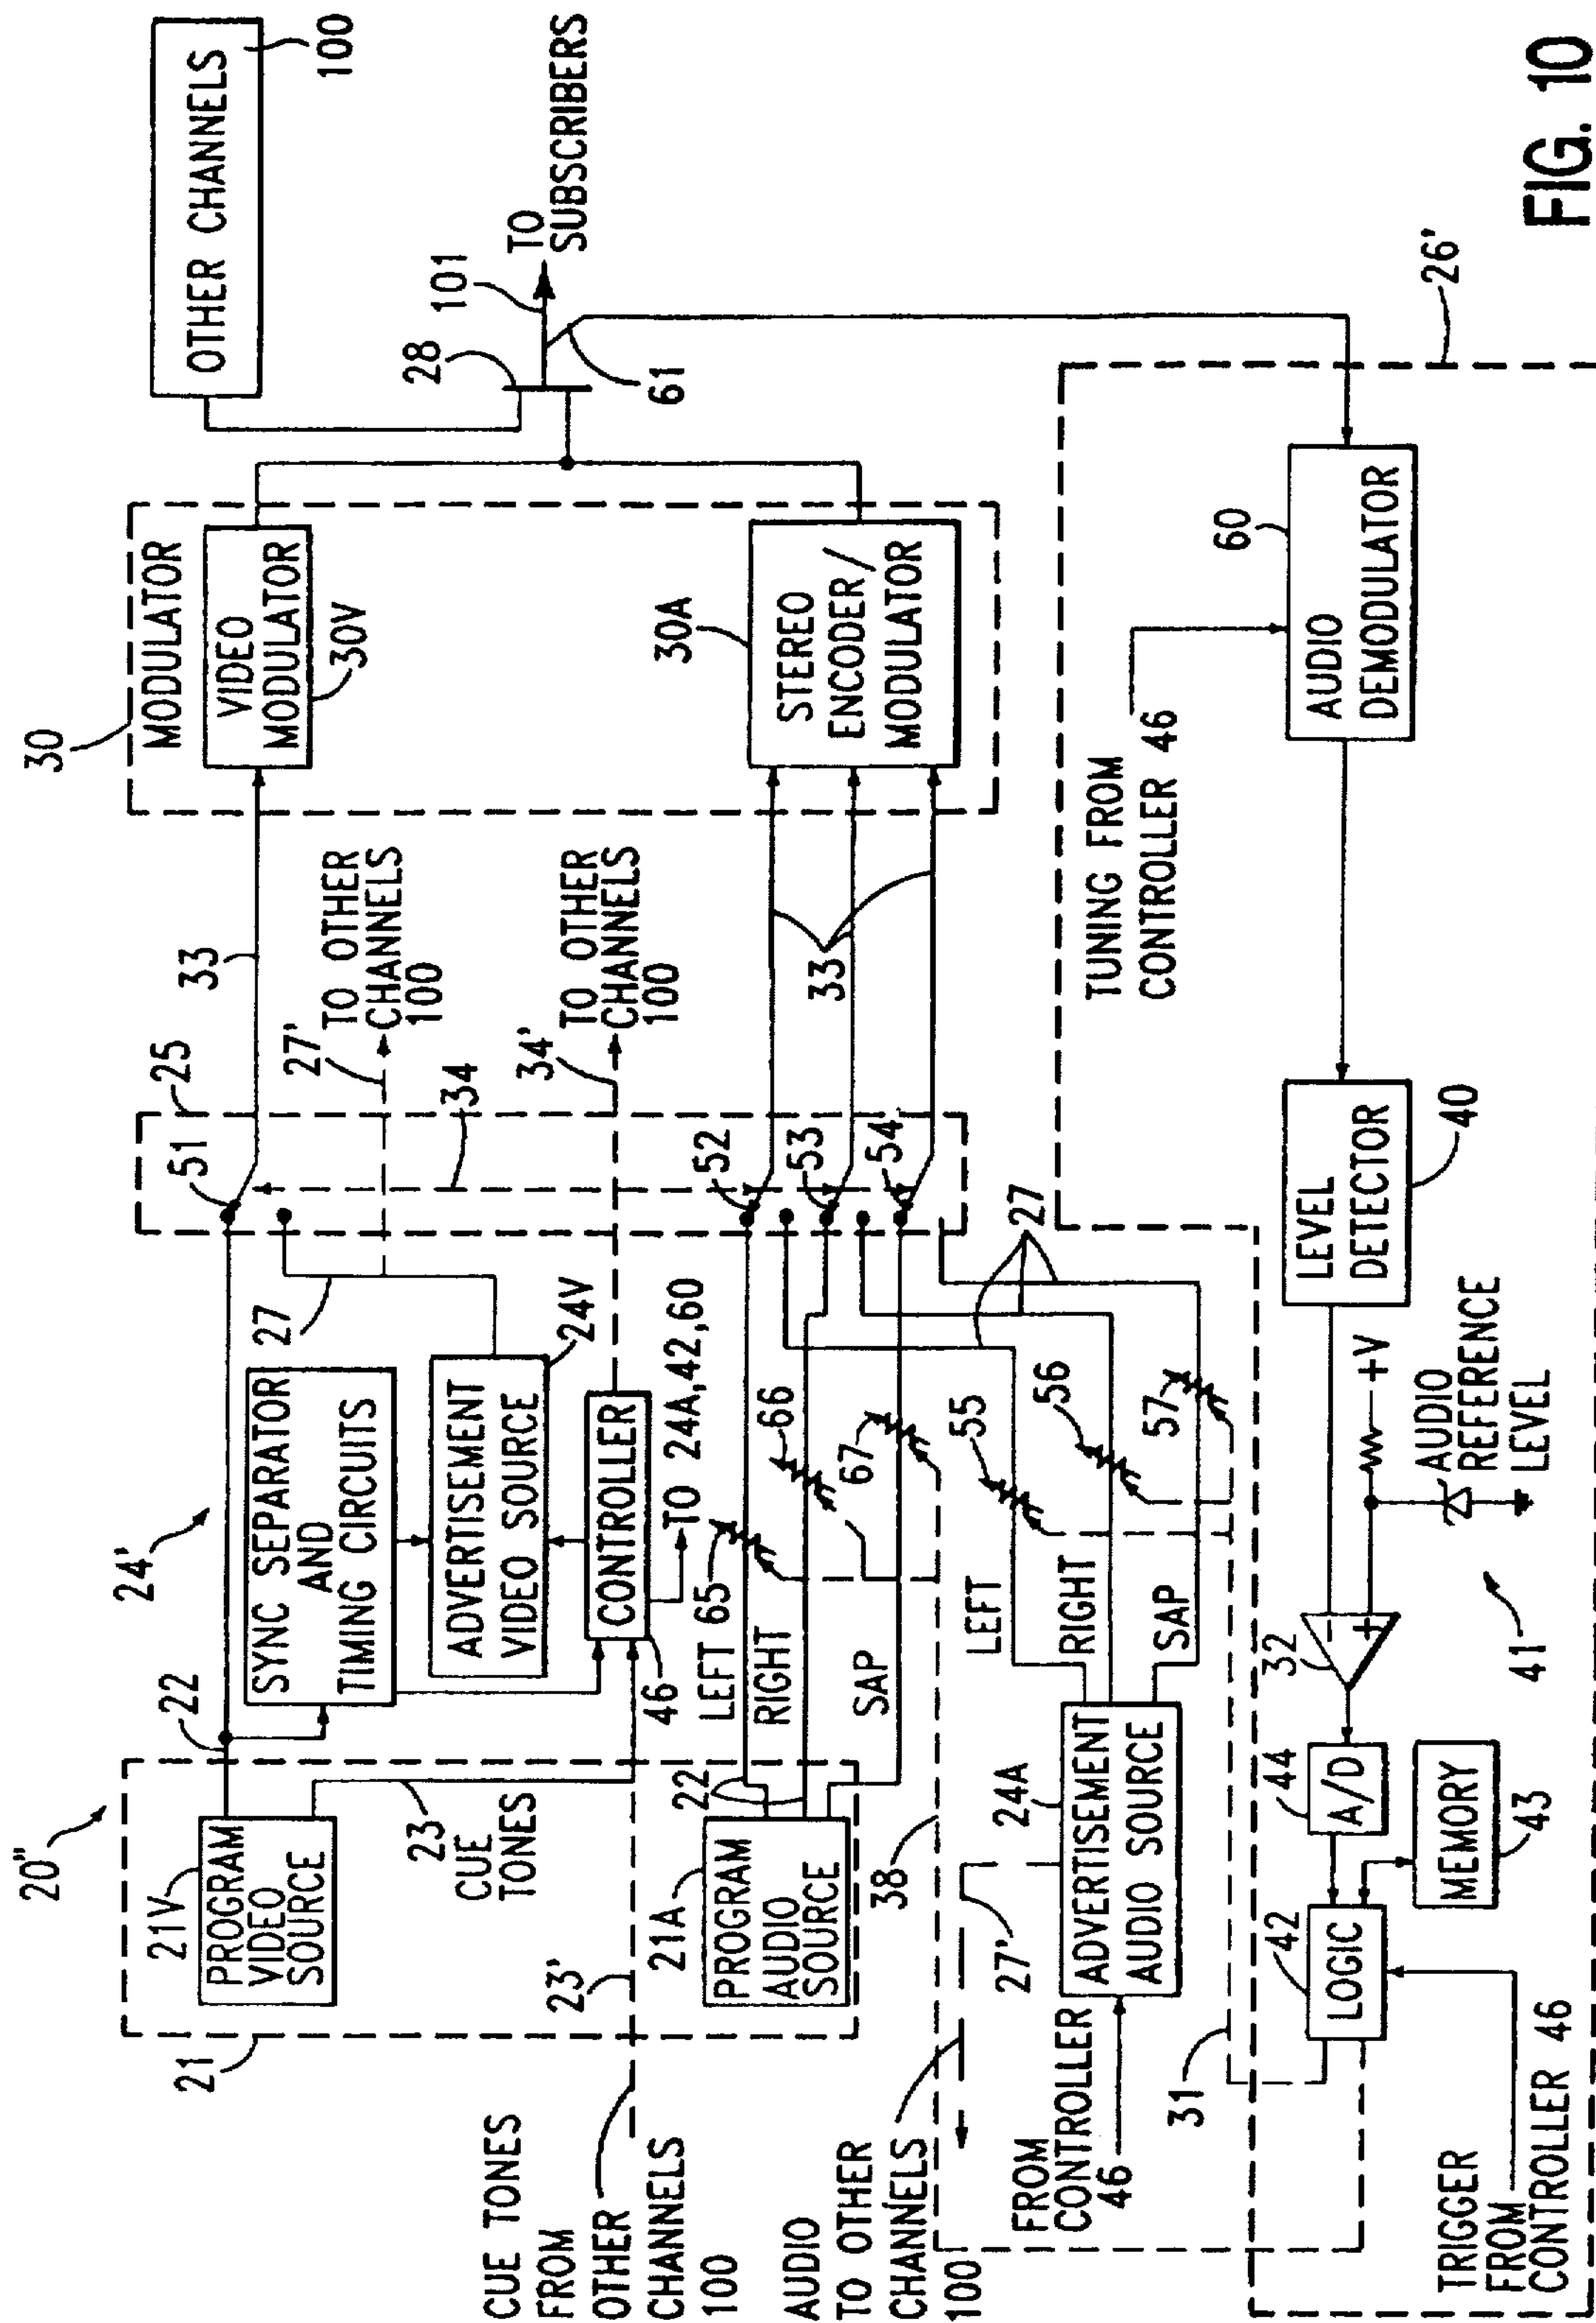 20"
21
21V
PROGRAM
VIDEO
SOURCE
22
23
CUE
TONES
24'
SYNC SEPARATOR
AND
TIMING CIRCUITS
27
ADVERTISEMENT
VIDEO SOURCE
24V
CONTROLLER
46
TO 24A,42,60
25
51
34
27'
TO OTHER
CHANNELS
100
34'
TO OTHER
CHANNELS
100
33
30
MODULATOR
VIDEO
MODULATOR
30V
OTHER CHANNELS
100
28
101
TO
SUBSCRIBERS
61
CUE TONES
FROM
OTHER
CHANNELS
100
23'
21A
PROGRAM
AUDIO
SOURCE
22
LEFT
65
RIGHT
66
SAP
67
52
53
54
33
30A
STEREO
ENCODER/
MODULATOR
AUDIO
TO OTHER
CHANNELS
100
38
27'
24A
ADVERTISEMENT
AUDIO SOURCE
FROM
CONTROLLER
46
LEFT
55
RIGHT
56
SAP
57
27
31
TUNING FROM
CONTROLLER 46
60
AUDIO
DEMODULATOR
26'
LEVEL
DETECTOR
40
+V
AUDIO
REFERENCE
LEVEL
32
-
+
41
44
A/D
42
LOGIC
MEMORY
43
TRIGGER
FROM
CONTROLLER 46
FIG. 10